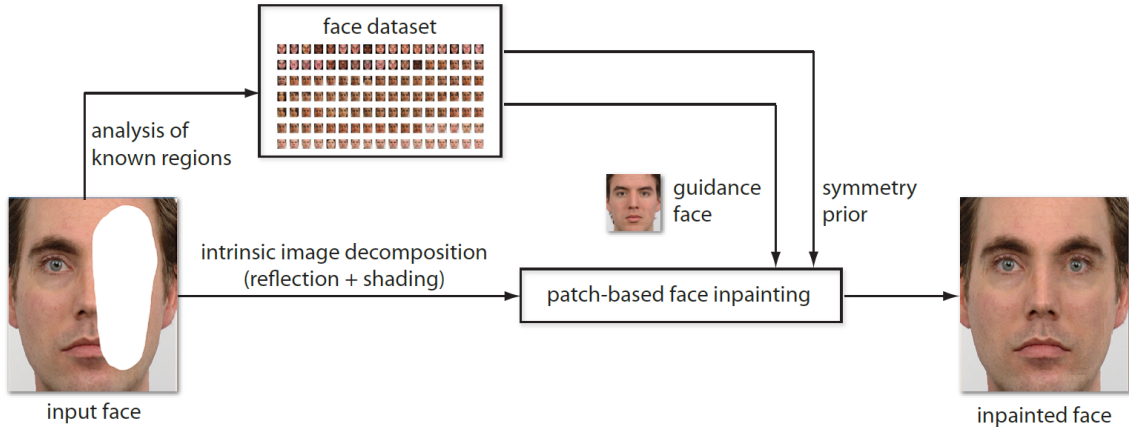 face dataset
analysis of
known regions
guidance
face
symmetry
prior
intrinsic image decomposition
(reflection + shading)
patch-based face inpainting
input face
inpainted face